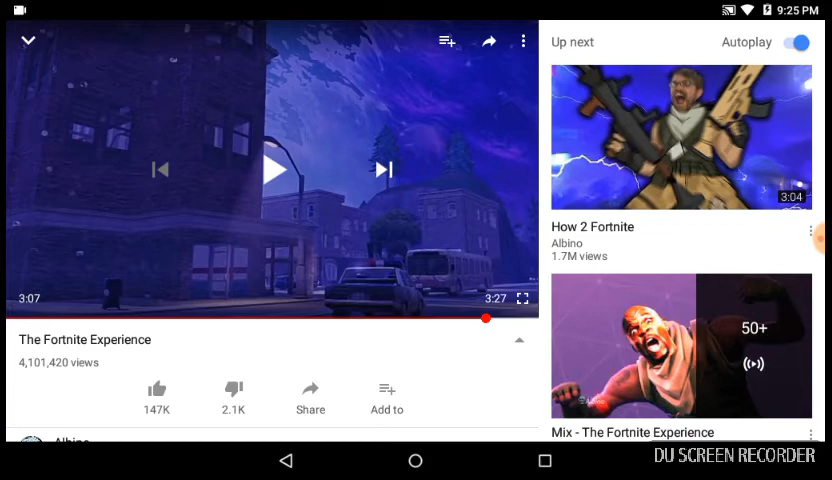 9:25 PM
Up next
Autoplay
3:07
3:27
3:04
The Fortnite Experience
4,101,420 views
147K
2.1K
Share
Add to
How 2 Fortnite
Albino
1.7M views
50+
Mix - The Fortnite Experience
Albino
DU SCREEN RECORDER